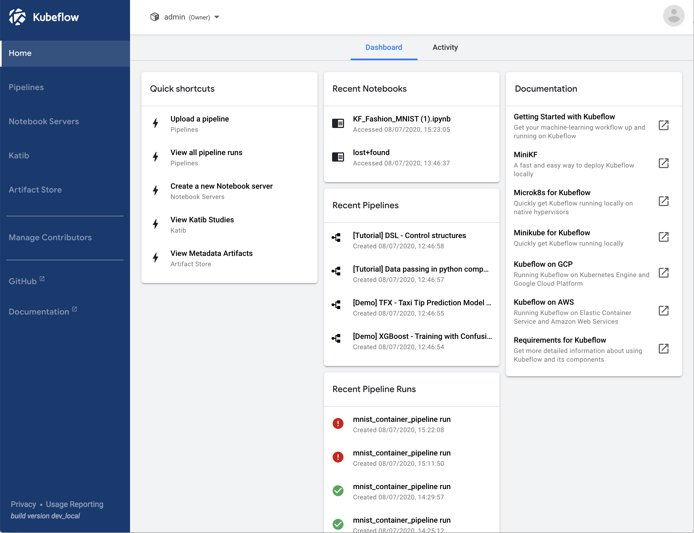 Kubeflow
Home
Pipelines
Notebook Servers
Katib
Artifact Store
Manage Contributors
GitHub
Documentation
Privacy • Usage Reporting
build version dev_local
admin (Owner)
Dashboard
Activity
Quick shortcuts
Upload a pipeline
Pipelines
View all pipeline runs
Pipelines
Create a new Notebook server
Notebook Servers
View Katib Studies
Katib
View Metadata Artifacts
Artifact Store
Recent Notebooks
KF_Fashion_MNIST (1).ipynb
Accessed 08/07/2020, 15:23:05
lost+found
Accessed 08/07/2020, 13:46:37
Recent Pipelines
[Tutorial] DSL - Control structures
Created 08/07/2020, 12:46:58
[Tutorial] Data passing in python comp...
Created 08/07/2020, 12:46:57
[Demo] TFX - Taxi Tip Prediction Model ...
Created 08/07/2020, 12:46:55
[Demo] XGBoost - Training with Confusi...
Created 08/07/2020, 12:46:54
Recent Pipeline Runs
mnist_container_pipeline run
Created 08/07/2020, 15:22:08
mnist_container_pipeline run
Created 08/07/2020, 15:11:50
mnist_container_pipeline run
Created 08/07/2020, 14:29:57
mnist_container_pipeline run
Created 08/07/2020, 14:25:12
Documentation
Getting Started with Kubeflow
Get your machine-learning workflow up and
running on Kubeflow
MiniKF
A fast and easy way to deploy Kubeflow
locally
Microk8s for Kubeflow
Quickly get Kubeflow running locally on
native hypervisors
Minikube for Kubeflow
Quickly get Kubeflow running locally
Kubeflow on GCP
Running Kubeflow on Kubernetes Engine and
Google Cloud Platform
Kubeflow on AWS
Running Kubeflow on Elastic Container
Service and Amazon Web Services
Requirements for Kubeflow
Get more detailed information about using
Kubeflow and its components